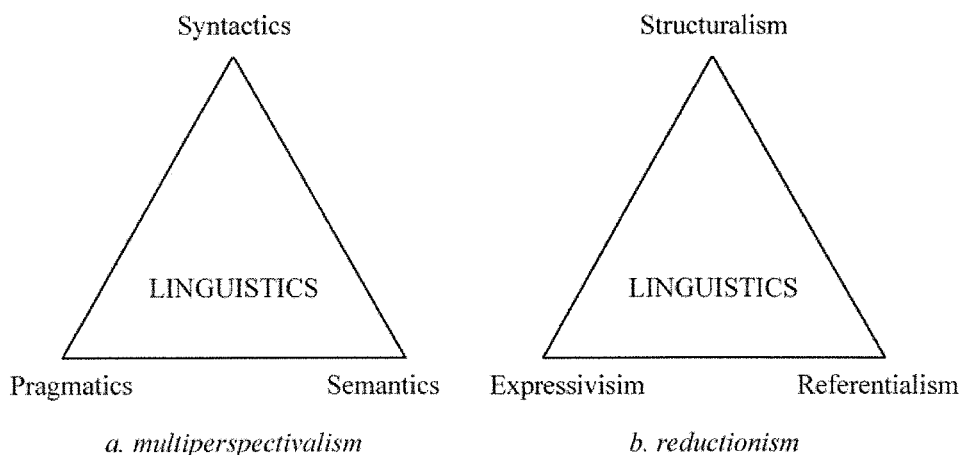 Syntactics
Structuralism
LINGUISTICS
LINGUISTICS
Pragmatics
Semantics
Expressivisim
Referentialism
a. multiperspectivalism
b. reductionism